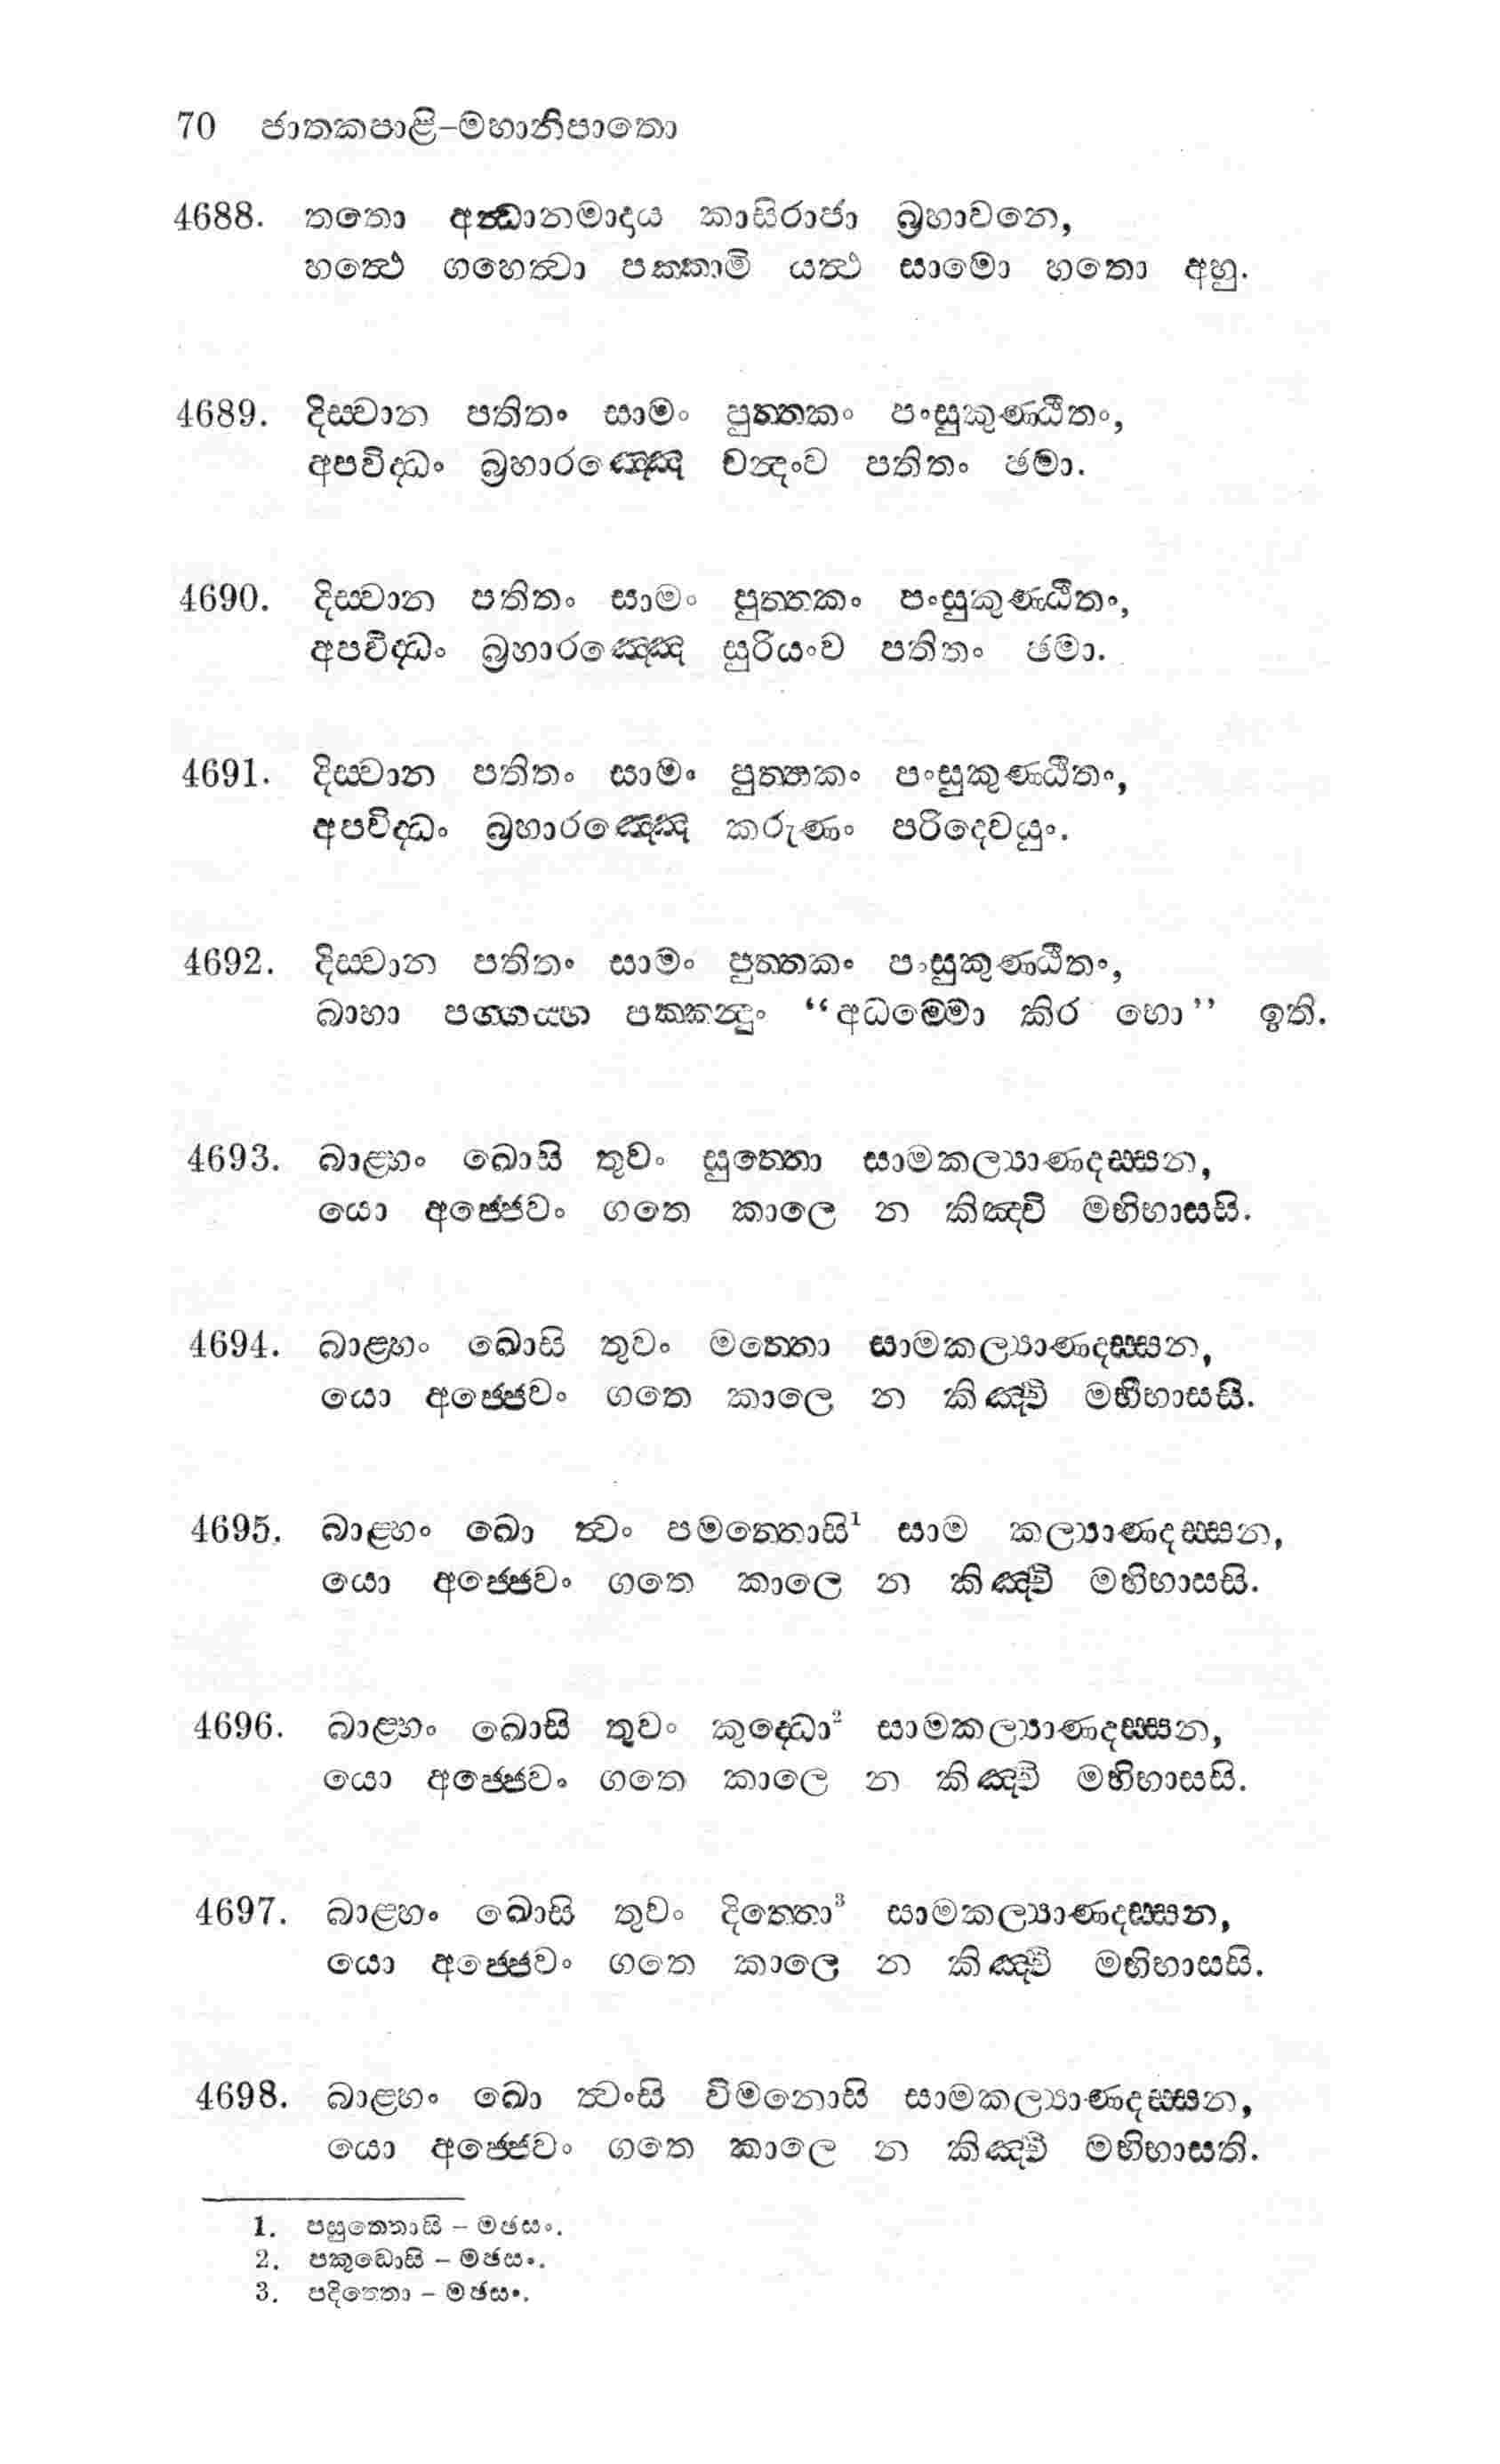 70 ජාතකපාළි–මහානිපාතො
4688. තතො අන්ධානමාදාය කාසිරාජා බ්‍රහාවනෙ,
හත්‍ථෙ ගහෙත්‍වා පක්කාමි යත්‍ථ සාමො හතො අහු.
4689. දිස්වාන පතිතං සාමං පුත්තකං පංසුකුණ්ඨිතං,
අපවිද්ධං බ්‍රහාරඤ්ඤෙ චන්දංව පතිතං ඡමා.
4690. දිස්වාන පතිතං සාමං පුත්තකං පංසුකුණ්ඨිතං,
අපවිද්ධං බ්‍රහාරඤ්ඤෙ සුරියංව පතිතං ඡමා.
4691. දිස්වාන පතිතං සාමං පුත්තකං පංසුකුණ්ඨිතං,
අපවිද්ධං බ්‍රහාරඤ්ඤෙ කරුණං පරිදෙවයුං.
4692. දිස්වාන පතිතං සාමං පුත්තකං පංසුකුණ්ඨිතං,
බාහා පග්ගය්හ පක්කන්දුං “අධම්මො කිර භො” ඉති.
4693. බාළ්හං ඛොසි තුවං සුත්තො සාමකල්‍යාණදස්සන,
යො අජ්ජෙවං ගතෙ කාලෙ න කිඤ්චි මභිභාසසි.
4694. බාළ්හං ඛොසි තුවං මත්තො සාමකල්‍යාණදස්සන,
යො අජ්ජෙවං ගතෙ කාලෙ න කිඤ්චි මභිභාසසි.
4695. බාළ්හං ඛො ත්‍වං පමත්තොසි¹ සාම කල්‍යාණදස්සන,
යො අජ්ජෙවං ගතෙ කාලෙ න කිඤ්චි මභිභාසසි.
4696. බාළ්හං ඛොසි තුවං කුද්ධො² සාමකල්‍යාණදස්සන,
යො අජ්ජෙවං ගතෙ කාලෙ න කිඤ්චි මභිභාසසි.
4697. බාළ්හං ඛොසි තුවං දිත්තො³ සාමකල්‍යාණදස්සන,
යො අජ්ජෙවං ගතෙ කාලෙ න කිඤ්චි මභිභාසසි.
4698. බාළ්හං ඛො ත්‍වංසි විමනොසි සාමකල්‍යාණදස්සන,
යො අජ්ජෙවං ගතෙ කාලෙ න කිඤ්චි මභිභාසති.
1. පසුත්තොසි – මඡසං.
2. පකුද්ධොසි – මඡසං.
3. පදිත්තො – මඡසං.